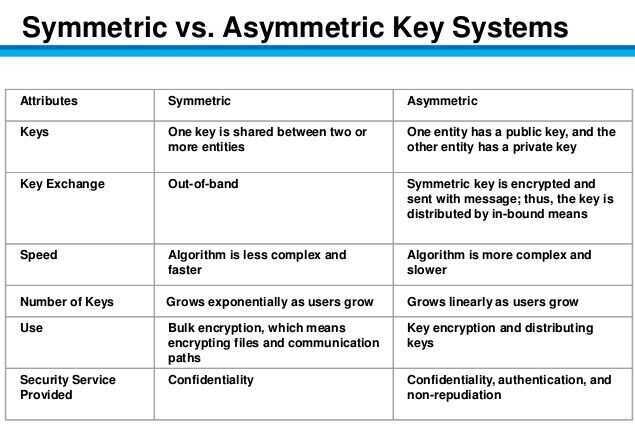 Symmetric vs. Asymmetric Key Systems
Attributes
Symmetric
Asymmetric
Keys
One key is shared between two or
more entities
One entity has a public key, and the
other entity has a private key
Key Exchange
Out-of-band
Symmetric key is encrypted and
sent with message; thus, the key is
distributed by in-bound means
Speed
Algorithm is less complex and
faster
Algorithm is more complex and
slower
Number of Keys
Grows exponentially as users grow
Grows linearly as users grow
Use
Bulk encryption, which means
encrypting files and communication
paths
Key encryption and distributing
keys
Security Service
Provided
Confidentiality
Confidentiality, authentication, and
non-repudiation